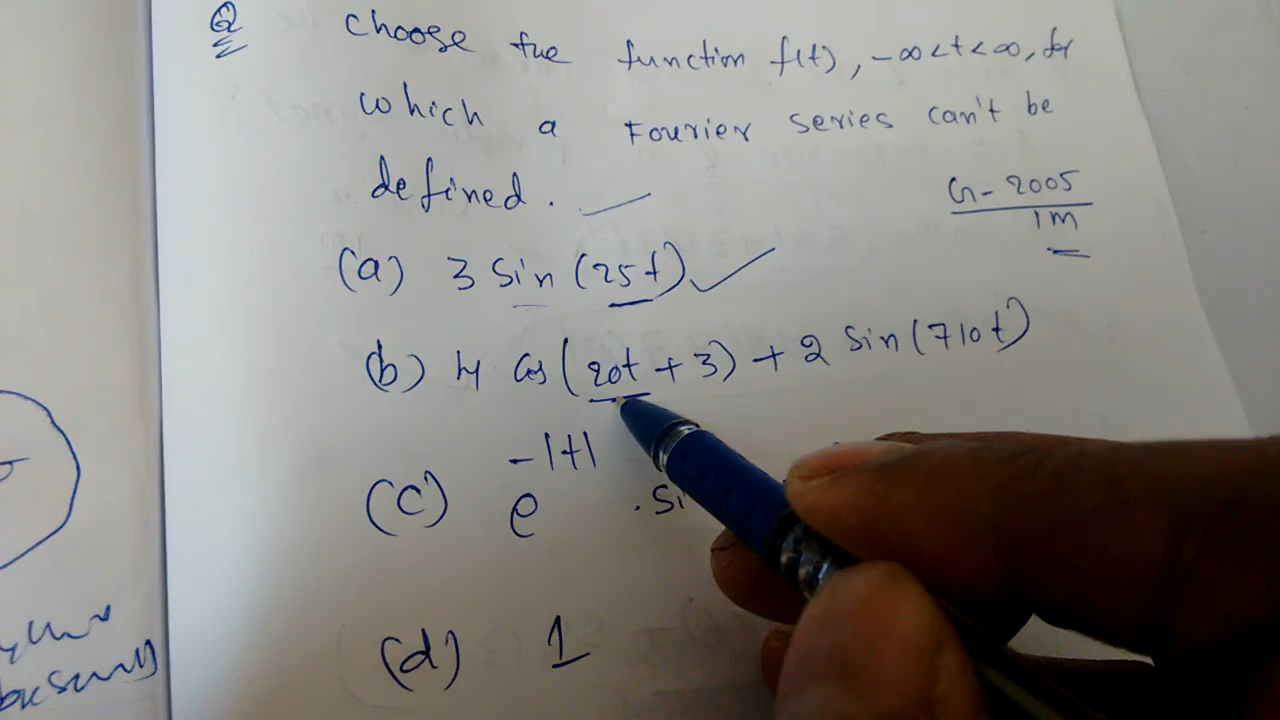 Q
Choose the function f(t), -∞<t<∞, for
which a Fourier series can't be
defined.
G-2005
1m
(a) 3 Sin (25t)
(b) 4 Cos (20t + 3) + 2 Sin (710t)
(c) e^-|t| . Si
(d) 1